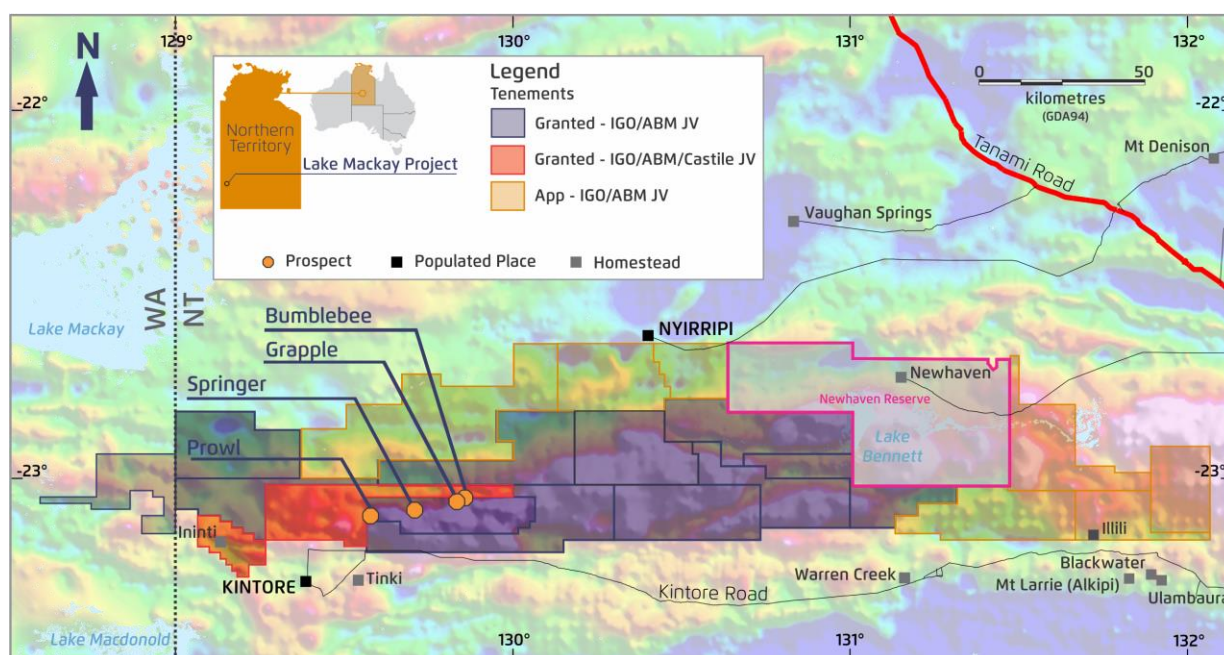 129°
130°
131°
132°
N
-22°
-22°
Northern
Territory
Lake Mackay Project
Legend
Tenements
Granted - IGO/ABM JV
Granted - IGO/ABM/Castile JV
App - IGO/ABM JV
Prospect
Populated Place
Homestead
0
50
kilometres
(GDA94)
Mt Denison
Tanami Road
Vaughan Springs
WA
NT
Lake Mackay
Bumblebee
Grapple
Springer
Prowl
NYIRRIPI
Newhaven
Newhaven Reserve
Lake
Bennett
-23°
-23°
Ininti
KINTORE
Tinki
Kintore Road
Warren Creek
Illili
Blackwater
Mt Larrie (Alkipi)
Ulambaura
Lake Macdonold
129°
130°
131°
132°